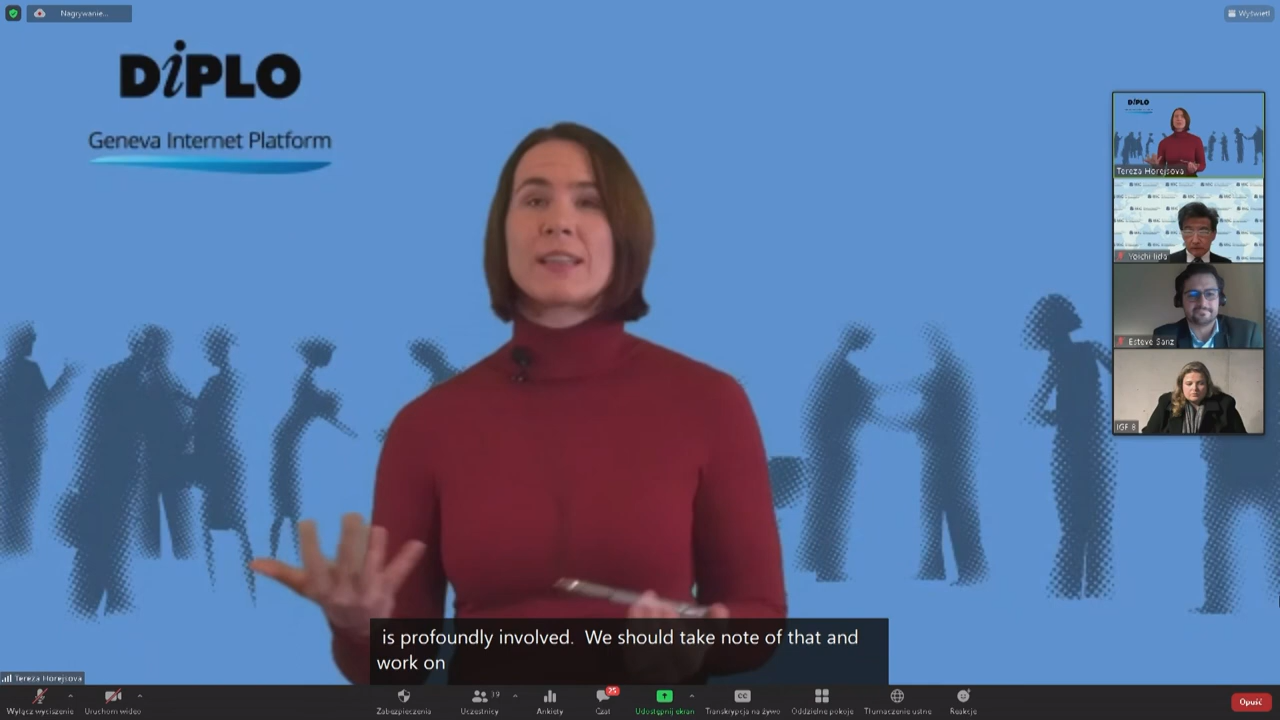 Nagrywanie...
Wyświetl
DiPLO
Geneva Internet Platform
DiPLO
Tereza Horejsova
Yoichi Iida
Esteve Sanz
IGF 8
is profoundly involved.  We should take note of that and
work on
Tereza Horejsova
Wyłącz wyciszenie
Uruchom wideo
Zabezpieczenia
39
Uczestnicy
Ankiety
25
Czat
Udostępnij ekran
CC
Transkrypcja na żywo
Oddzielne pokoje
Tłumaczenie ustne
Reakcje
Opuść